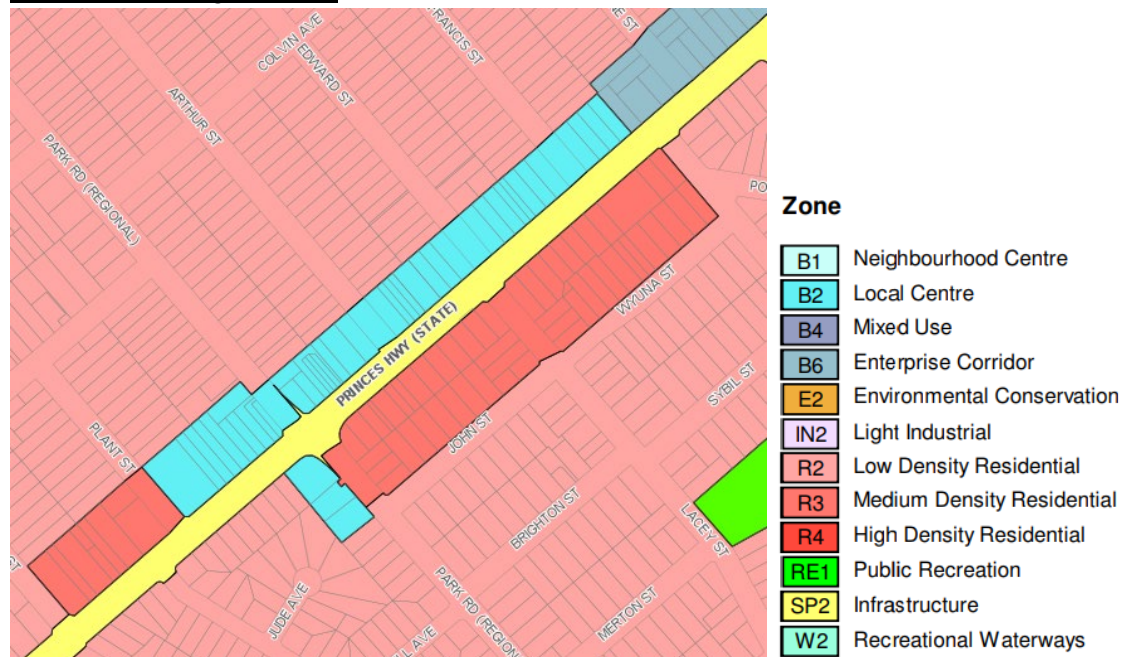 COLVIN AVE
FRANCIS ST
EDWARD ST
ARTHUR ST
PARK RD (REGIONAL)
PRINCES HWY (STATE)
WYUNA ST
SYBIL ST
JOHN ST
PLANT ST
ST
BRIGHTON ST
LACEY ST
JUDE AVE
PARK RD (REGION
MERTON ST
AVE
Zone
B1 Neighbourhood Centre
B2 Local Centre
B4 Mixed Use
B6 Enterprise Corridor
E2 Environmental Conservation
IN2 Light Industrial
R2 Low Density Residential
R3 Medium Density Residential
R4 High Density Residential
RE1 Public Recreation
SP2 Infrastructure
W2 Recreational Waterways